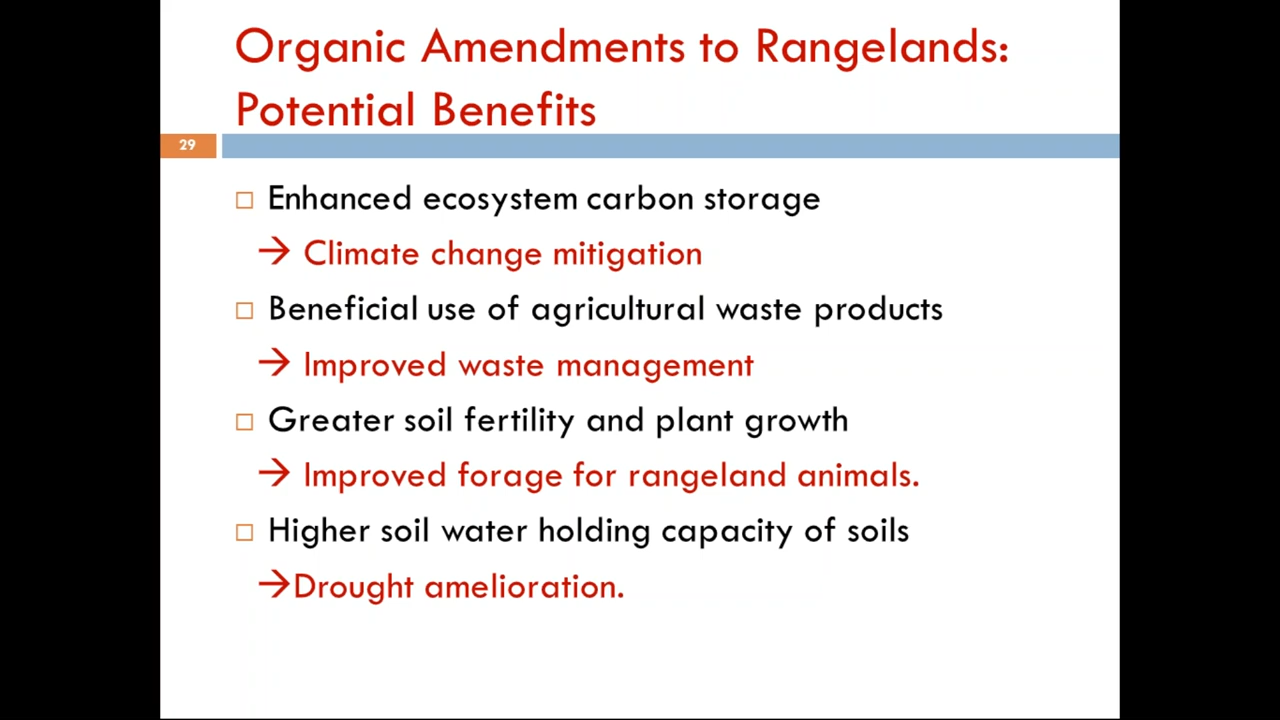 Organic Amendments to Rangelands:
Potential Benefits
29
□ Enhanced ecosystem carbon storage
→ Climate change mitigation
□ Beneficial use of agricultural waste products
→ Improved waste management
□ Greater soil fertility and plant growth
→ Improved forage for rangeland animals.
□ Higher soil water holding capacity of soils
→Drought amelioration.